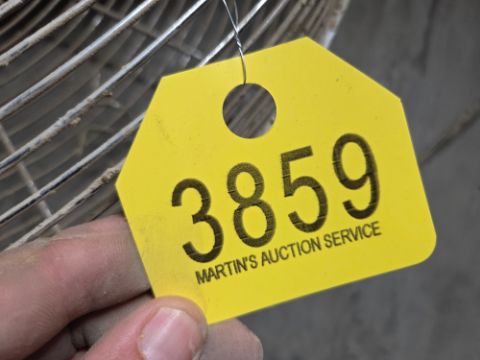 3859
MARTIN'S AUCTION SERVICE